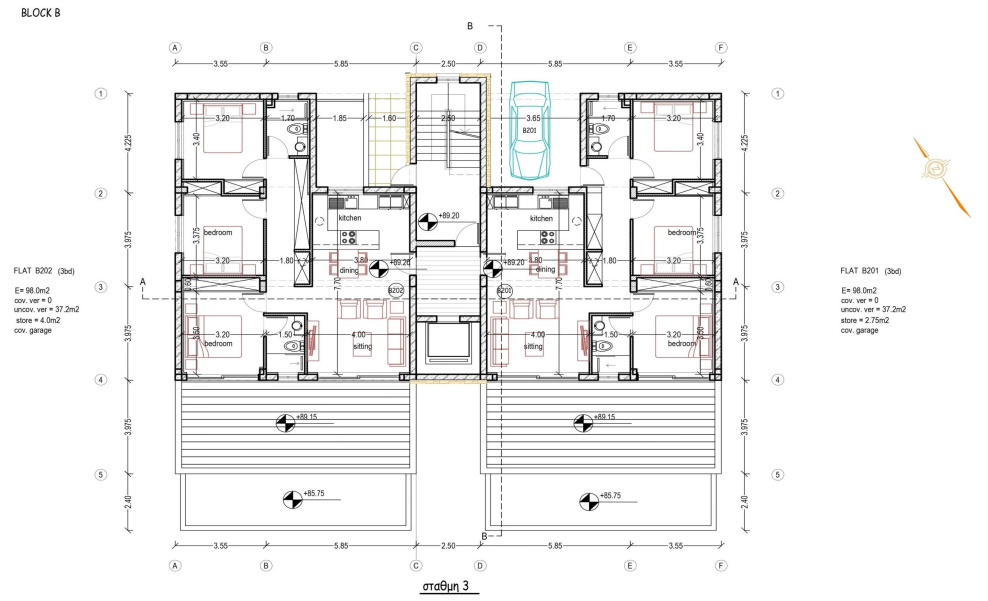 BLOCK B
B
A B C D E F
3.55 5.85 2.50 5.85 3.55
1 1
B201
3.20 1.70 1.85 1.60 2.50 3.65 1.70 3.20
3.40 3.40
4.225 4.225
2 2
kitchen kitchen
+89.20
bedroom bedroom
3.375 3.375
3.975 3.975
3.20 1.80 3.80 +89.20 +89.20 3.80 1.80 3.20
dining dining
FLAT B202 (3bd) FLAT B201 (3bd)
7.70 7.70
A A
3 3
.60 .60
B202 B201
E= 98.0m2 E= 98.0m2
cov. ver = 0 cov. ver = 0
uncov. ver = 37.2m2 uncov. ver = 37.2m2
store = 4.0m2 store = 2.75m2
cov. garage cov. garage
3.50 3.50
3.975 3.975
3.20 1.50 4.00 4.00 1.50 3.20
bedroom sitting sitting bedroom
4 4
+89.15 +89.15
3.975 3.975
5 5
+85.75 +85.75
2.40 2.40
B
3.55 5.85 2.50 5.85 3.55
A B C D E F
σταθμη 3